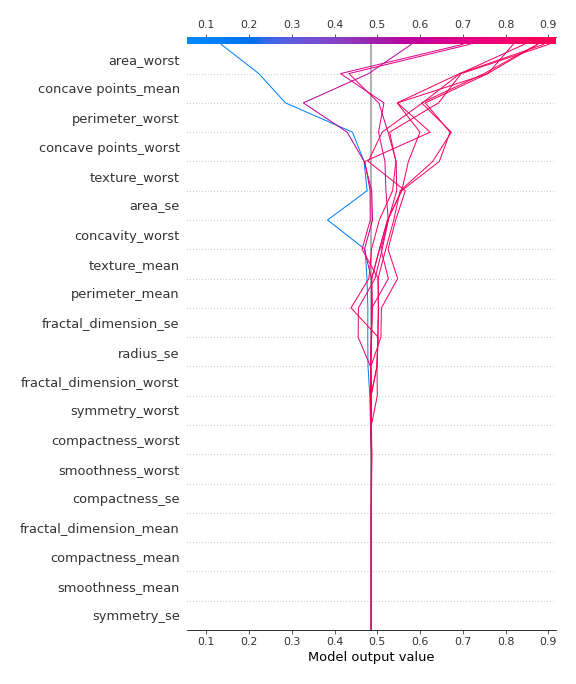 0.1 0.2 0.3 0.4 0.5 0.6 0.7 0.8 0.9
area_worst
concave points_mean
perimeter_worst
concave points_worst
texture_worst
area_se
concavity_worst
texture_mean
perimeter_mean
fractal_dimension_se
radius_se
fractal_dimension_worst
symmetry_worst
compactness_worst
smoothness_worst
compactness_se
fractal_dimension_mean
compactness_mean
smoothness_mean
symmetry_se
0.1 0.2 0.3 0.4 0.5 0.6 0.7 0.8 0.9
Model output value